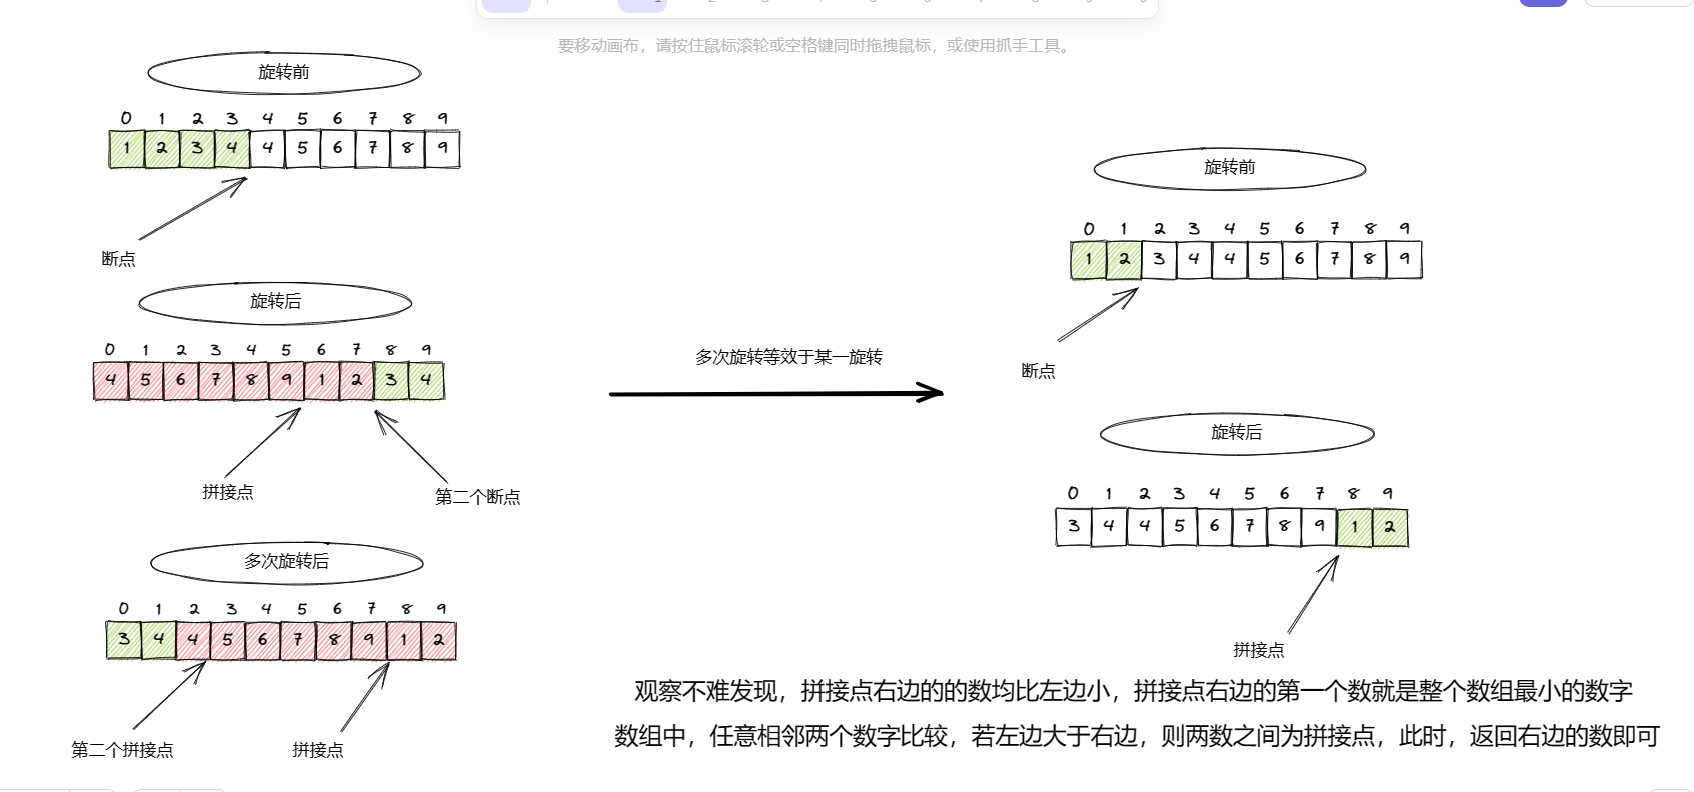 要移动画布，请按住鼠标滚轮或空格键同时拖拽鼠标，或使用抓手工具。
旋转前
0 1 2 3 4 5 6 7 8 9
1 2 3 4 4 5 6 7 8 9
断点
旋转后
0 1 2 3 4 5 6 7 8 9
4 5 6 7 8 9 1 2 3 4
拼接点
第二个断点
多次旋转后
0 1 2 3 4 5 6 7 8 9
3 4 4 5 6 7 8 9 1 2
第二个拼接点
拼接点
多次旋转等效于某一旋转
旋转前
0 1 2 3 4 5 6 7 8 9
1 2 3 4 4 5 6 7 8 9
断点
旋转后
0 1 2 3 4 5 6 7 8 9
3 4 4 5 6 7 8 9 1 2
拼接点
观察不难发现，拼接点右边的的数均比左边小，拼接点右边的第一个数就是整个数组最小的数字
数组中，任意相邻两个数字比较，若左边大于右边，则两数之间为拼接点，此时，返回右边的数即可